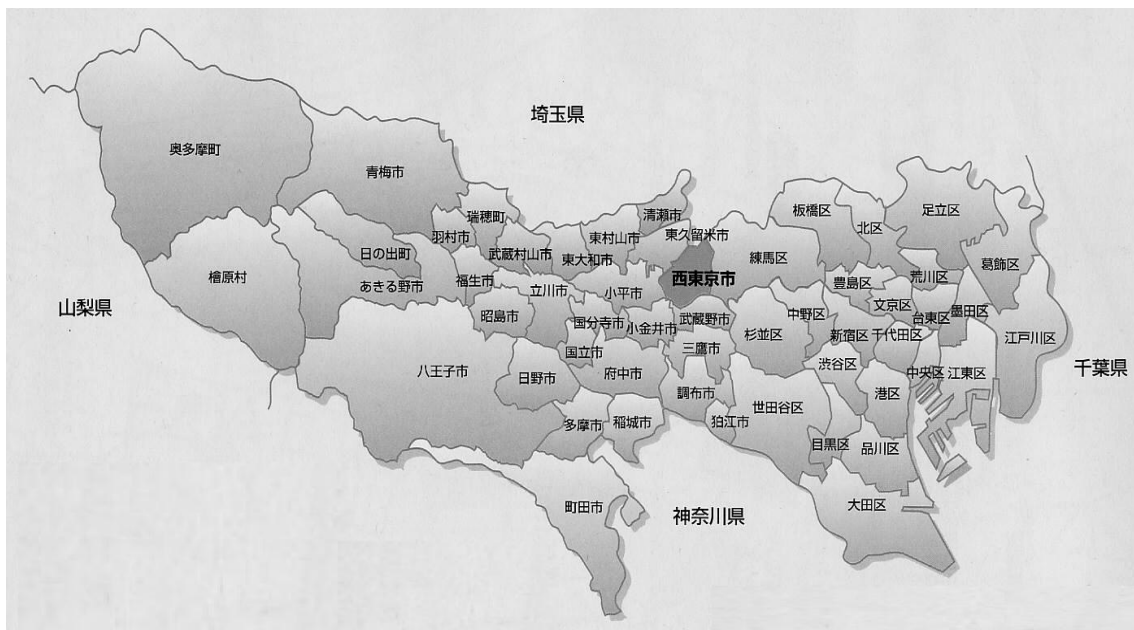 埼玉県
奥多摩町
青梅市
瑞穂町
清瀬市
板橋区
足立区
北区
羽村市
東村山市
東久留米市
日の出町
武蔵村山市
東大和市
練馬区
葛飾区
檜原村
あきる野市
福生市
立川市
小平市
西東京市
豊島区
荒川区
山梨県
昭島市
国分寺市
小金井市
武蔵野市
杉並区
中野区
文京区
台東区
墨田区
新宿区
千代田区
江戸川区
国立市
三鷹市
渋谷区
千葉県
八王子市
日野市
府中市
調布市
中央区
江東区
港区
世田谷区
多摩市
稲城市
狛江市
目黒区
品川区
町田市
神奈川県
大田区